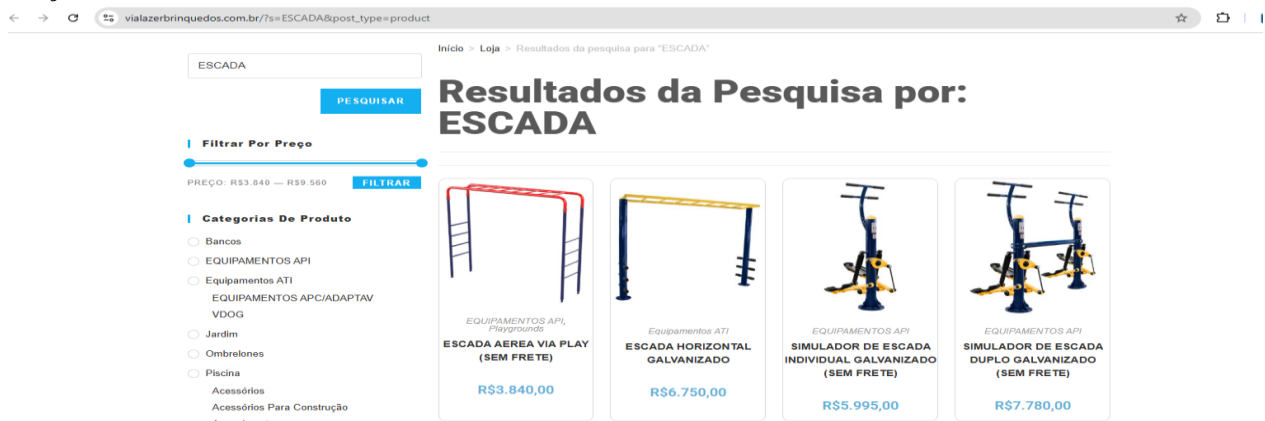 vialazerbrinquedos.com.br/?s=ESCADA&post_type=product
Início > Loja > Resultados da pesquisa para "ESCADA"
ESCADA
PESQUISAR
Resultados da Pesquisa por:
ESCADA
Filtrar Por Preço
PREÇO: R$3.840 — R$9.560
FILTRAR
Categorias De Produto
Bancos
EQUIPAMENTOS API
Equipamentos ATI
EQUIPAMENTOS APC/ADAPTAV
VDOG
Jardim
Ombrelones
Piscina
Acessórios
Acessórios Para Construção
EQUIPAMENTOS API,
Playgrounds
ESCADA AEREA VIA PLAY
(SEM FRETE)
R$3.840,00
Equipamentos ATI
ESCADA HORIZONTAL
GALVANIZADO
R$6.750,00
EQUIPAMENTOS API
SIMULADOR DE ESCADA
INDIVIDUAL GALVANIZADO
(SEM FRETE)
R$5.995,00
EQUIPAMENTOS API
SIMULADOR DE ESCADA
DUPLO GALVANIZADO
(SEM FRETE)
R$7.780,00